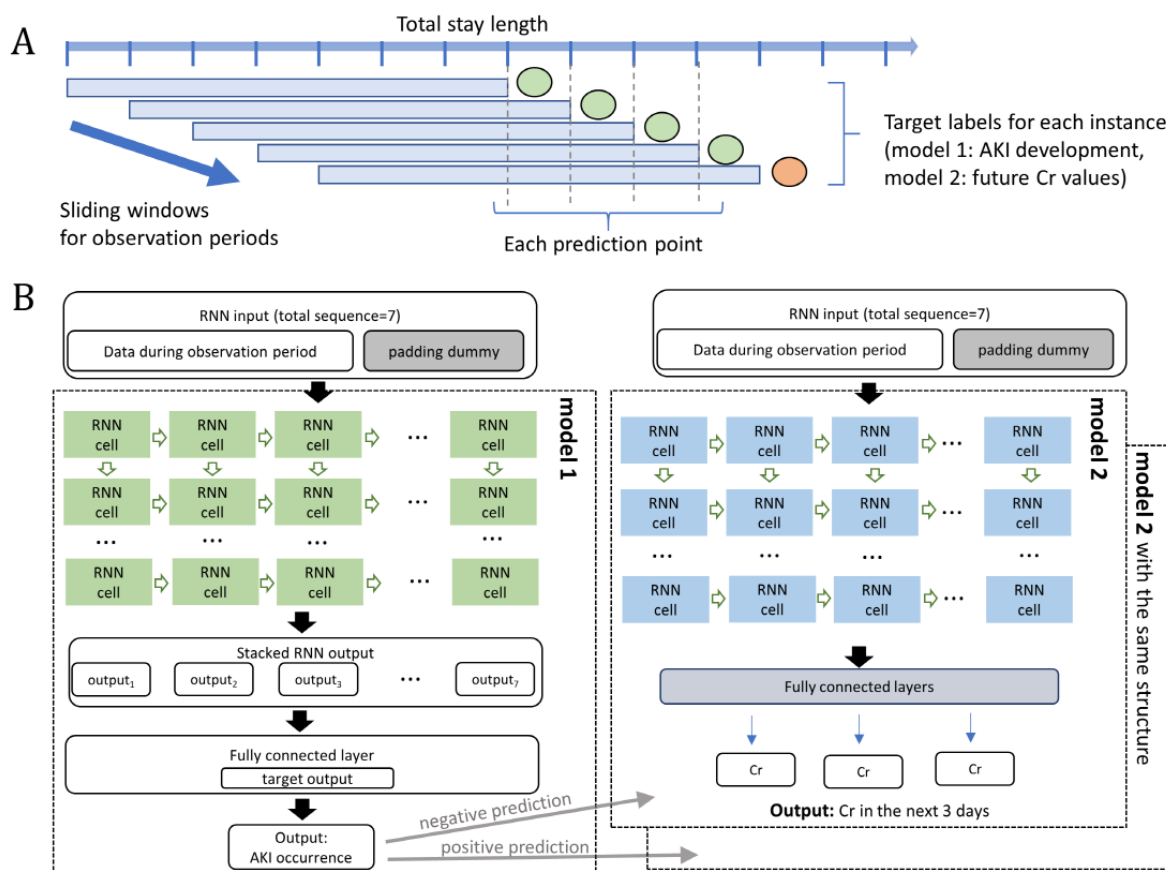 A
Total stay length
Target labels for each instance
(model 1: AKI development,
model 2: future Cr values)
Sliding windows
for observation periods
Each prediction point
B
RNN input (total sequence=7)
Data during observation period
padding dummy
model 1
RNN
cell
RNN
cell
RNN
cell
...
RNN
cell
RNN
cell
RNN
cell
RNN
cell
...
RNN
cell
...
...
...
...
RNN
cell
RNN
cell
RNN
cell
...
RNN
cell
Stacked RNN output
output1
output2
output3
...
output7
Fully connected layer
target output
Output:
AKI occurrence
negative prediction
positive prediction
RNN input (total sequence=7)
Data during observation period
padding dummy
model 2
RNN
cell
RNN
cell
RNN
cell
...
RNN
cell
RNN
cell
RNN
cell
RNN
cell
...
RNN
cell
...
...
...
...
RNN
cell
RNN
cell
RNN
cell
...
RNN
cell
Fully connected layers
Cr
Cr
Cr
Output: Cr in the next 3 days
model 2 with the same structure